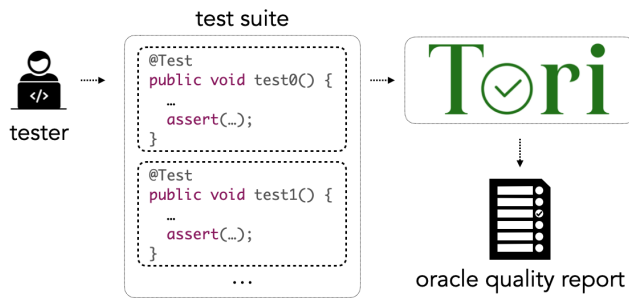 test suite
@Test
public void test0() {
…
assert(…);
}
@Test
public void test1() {
…
assert(…);
}
...
</>
tester
Tori
oracle quality report